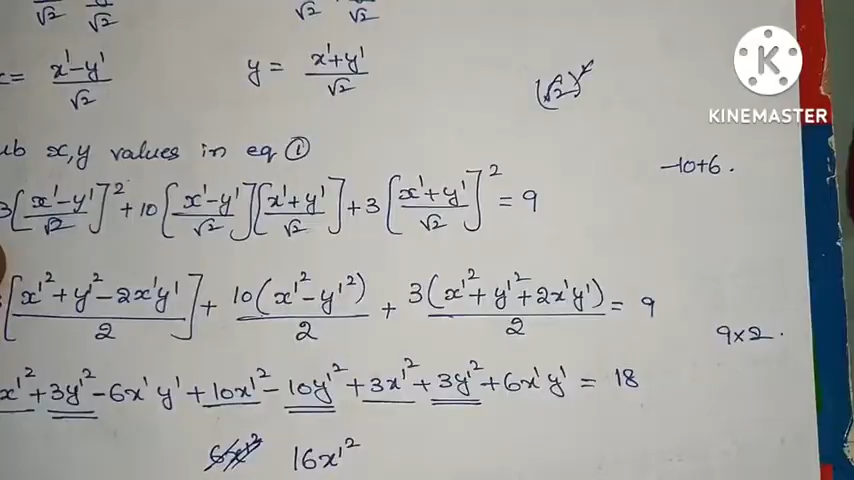 √2 √2 √2 √2
= x'-y'/√2 y = x'+y'/√2 (√2)²
x,y values in eq ①
-10+6.
3[x'-y'/√2]² + 10[x'-y'/√2][x'+y'/√2] + 3[x'+y'/√2]² = 9
[x'²+y'²-2x'y'/2] + 10(x'²-y'²)/2 + 3(x'²+y'²+2x'y')/2 = 9
9×2.
x'²+3y'²-6x'y'+10x'²-10y'²+3x'²+3y'²+6x'y' = 18
16x'²
KINEMASTER